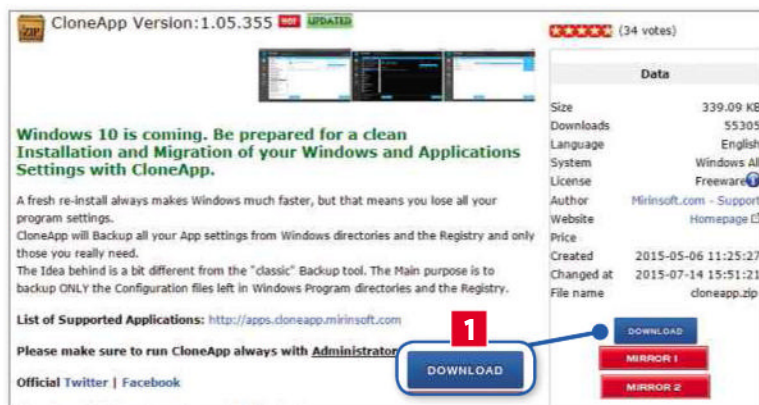 ZIP
CloneApp Version:1.05.355 HOT UPDATED
Windows 10 is coming. Be prepared for a clean
Installation and Migration of your Windows and Applications
Settings with CloneApp.
A fresh re-install always makes Windows much faster, but that means you lose all your
program settings.
CloneApp will Backup all your App settings from Windows directories and the Registry and only
those you really need.
The Idea behind is a bit different from the "classic" Backup tool. The Main purpose is to
backup ONLY the Configuration files left in Windows Program directories and the Registry.
List of Supported Applications: http://apps.cloneapp.mirinsoft.com
Please make sure to run CloneApp always with Administrator
Official Twitter | Facebook
1
DOWNLOAD
(34 votes)
Data
Size 339.09 KB
Downloads 55305
Language English
System Windows All
License Freeware
Author Mirinsoft.com - Support
Website Homepage
Price
Created 2015-05-06 11:25:27
Changed at 2015-07-14 15:51:21
File name cloneapp.zip
DOWNLOAD
MIRROR 1
MIRROR 2